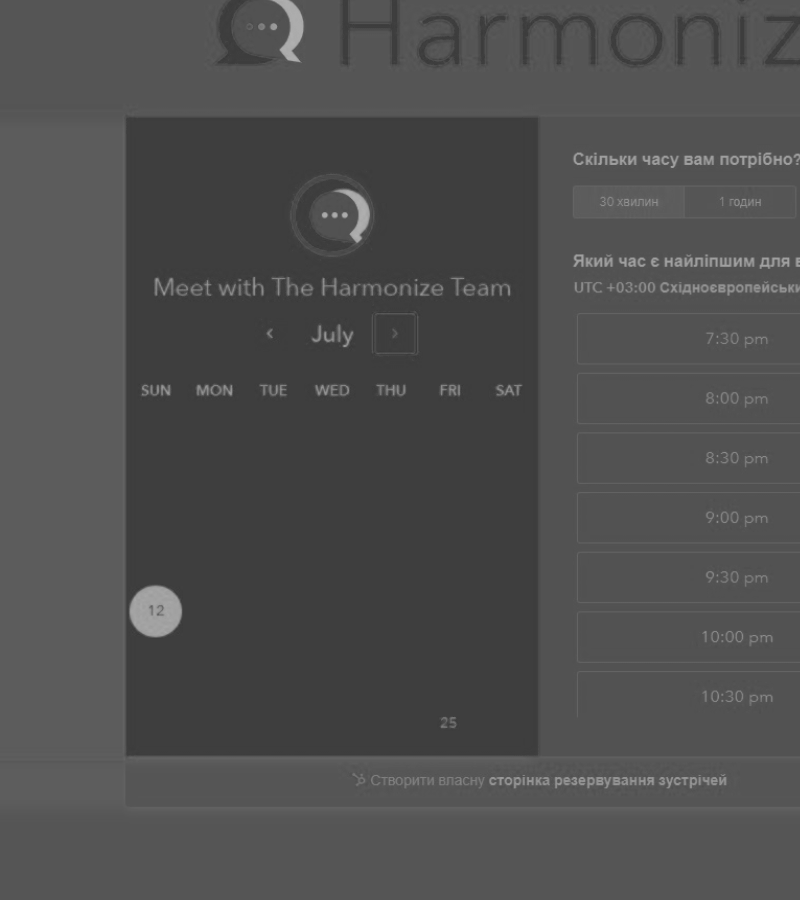 Harmoniz
Meet with The Harmonize Team
July
SUN MON TUE WED THU FRI SAT
12
25
Скільки часу вам потрібно?
30 хвилин 1 годин
Який час є найліпшим для в
UTC +03:00 Східноєвропейськи
7:30 pm
8:00 pm
8:30 pm
9:00 pm
9:30 pm
10:00 pm
10:30 pm
Створити власну сторінка резервування зустрічей